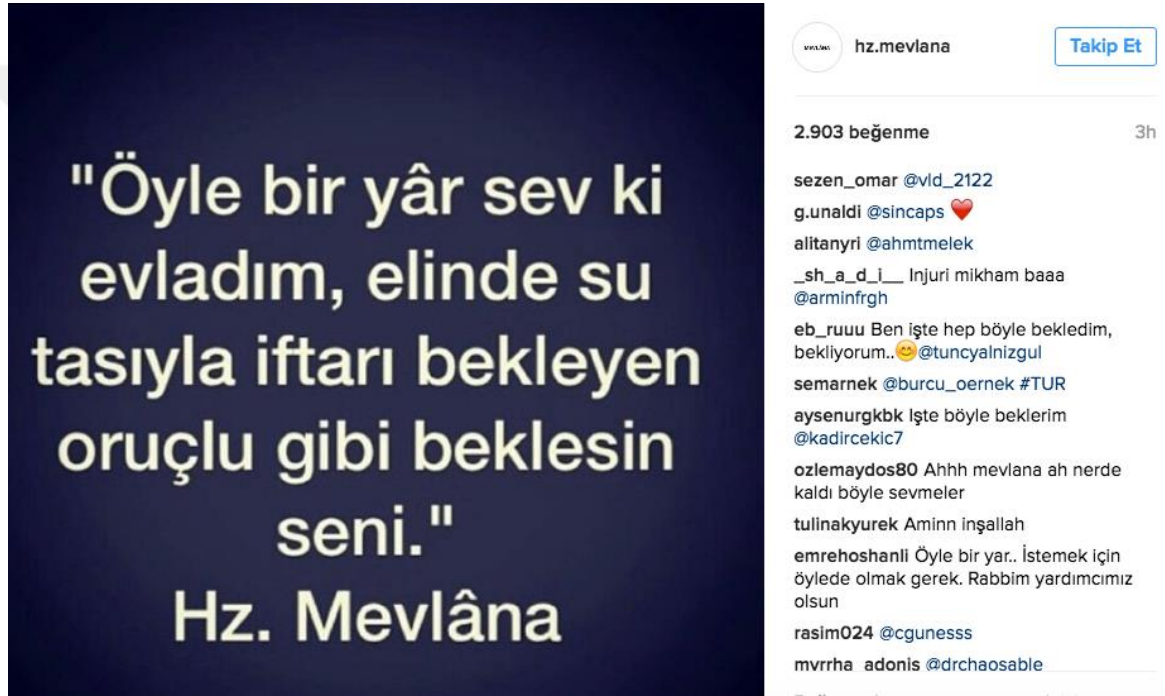 "Öyle bir yâr sev ki
evladım, elinde su
tasıyla iftarı bekleyen
oruçlu gibi beklesin
seni."
Hz. Mevlâna
MEVLÂNA
hz.mevlana
Takip Et
2.903 beğenme
3h
sezen_omar @vld_2122
g.unaldi @sincaps ❤️
alitanyri @ahmtmelek
_sh_a_d_i__ Injuri mikham baaa
@arminfrgh
eb_ruuu Ben işte hep böyle bekledim,
bekliyorum..😊@tuncyalnizgul
semarnek @burcu_oernek #TUR
aysenurgkbk Işte böyle beklerim
@kadircekic7
ozlemaydos80 Ahhh mevlana ah nerde
kaldı böyle sevmeler
tulinakyurek Aminn inşallah
emrehoshanli Öyle bir yar.. İstemek için
öylede olmak gerek. Rabbim yardımcımız
olsun
rasim024 @cgunesss
mvrrha_adonis @drchaosable